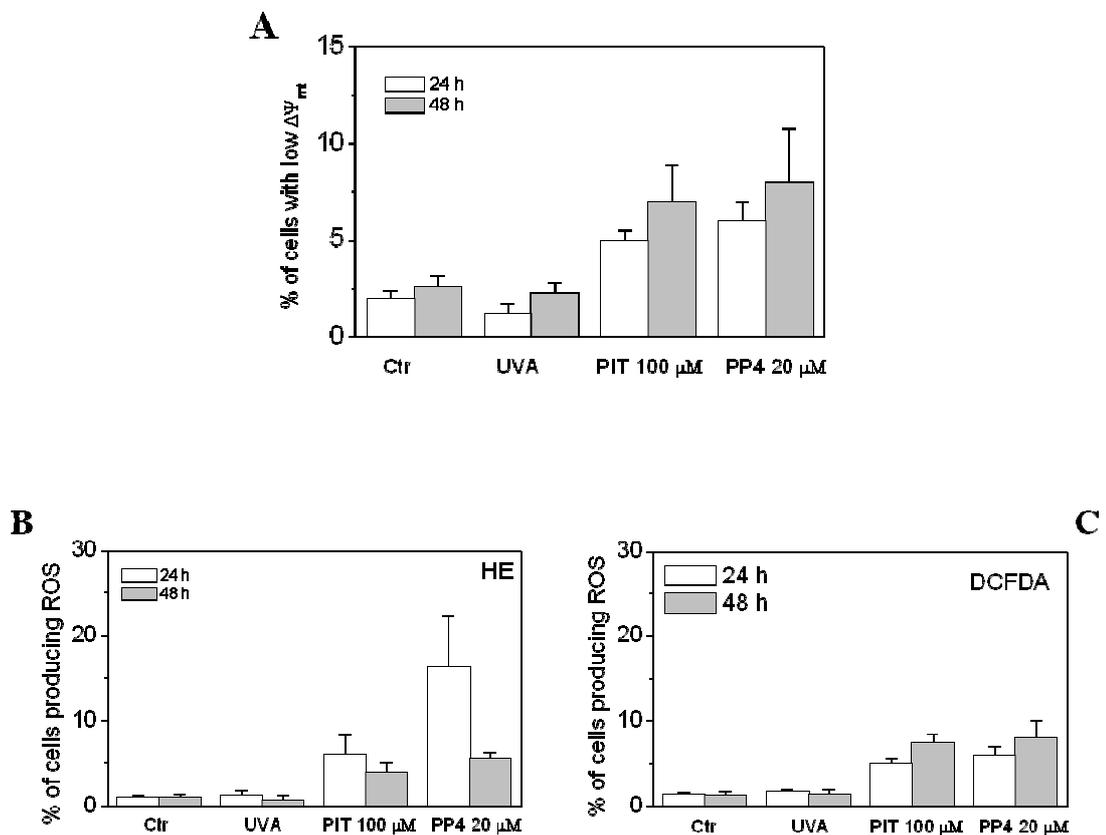 A
15
10
5
0
% of cells with low ΔΨmt
24 h
48 h
Ctr UVA PIT 100 μM PP4 20 μM
B
30
20
10
0
% of cells producing ROS
24 h
48 h
HE
Ctr UVA PIT 100 μM PP4 20 μM
C
30
20
10
0
% of cells producing ROS
24 h
48 h
DCFDA
Ctr UVA PIT 100 μM PP4 20 μM